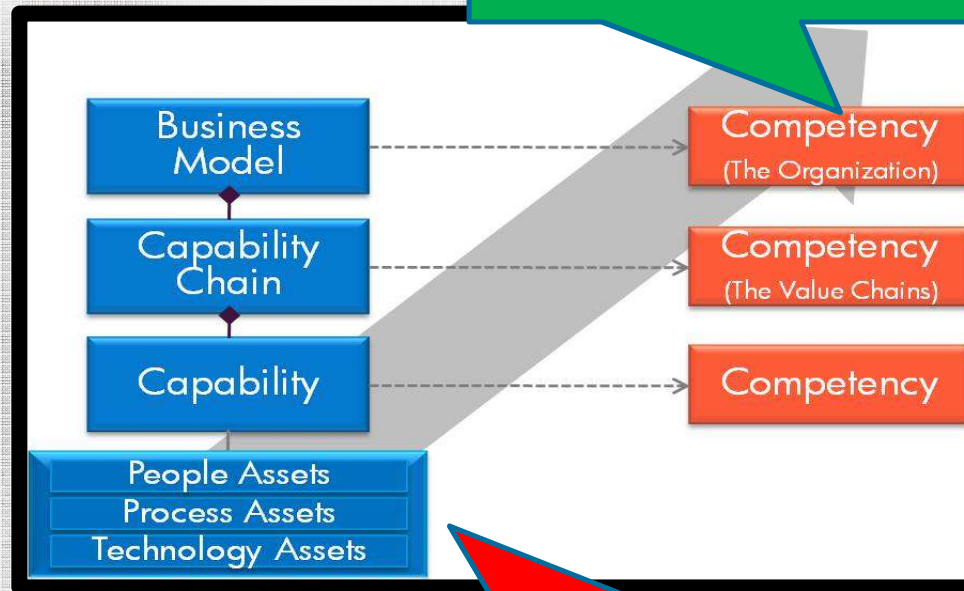 Business
Model
Competency
(The Organization)
Capability
Chain
Competency
(The Value Chains)
Capability
Competency
People Assets
Process Assets
Technology Assets